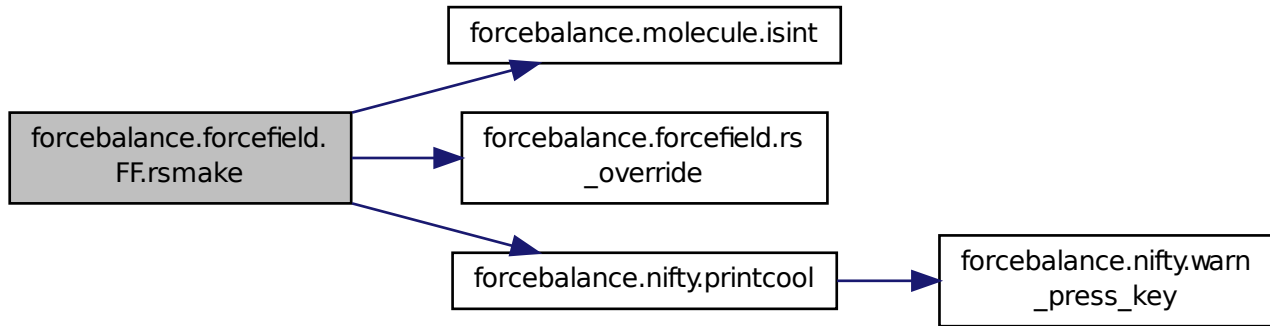 forcebalance.molecule.isint
forcebalance.forcefield.
FF.rsmake
forcebalance.forcefield.rs
_override
forcebalance.nifty.printcool
forcebalance.nifty.warn
_press_key